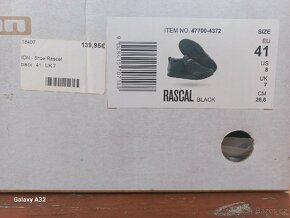 ION
18407
139,95€
ION - Shoe Rascal
black 41 UK 7
ITEM NO. 47700-4372
SIZE
EU
41
US
8
UK
7
CM
26,6
RASCAL BLACK
Galaxy A32